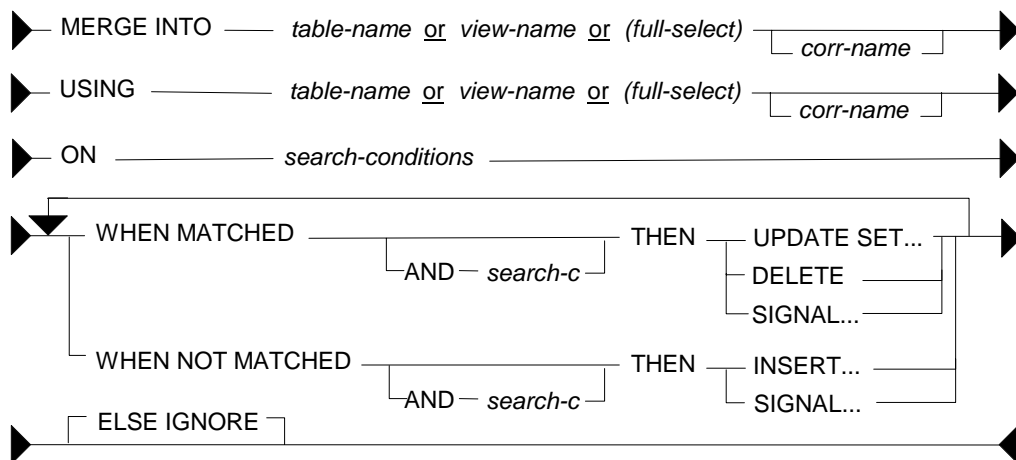 MERGE INTO table-name or view-name or (full-select) corr-name
USING table-name or view-name or (full-select) corr-name
ON search-conditions
WHEN MATCHED AND search-c THEN UPDATE SET...
DELETE
SIGNAL...
WHEN NOT MATCHED AND search-c THEN INSERT...
SIGNAL...
ELSE IGNORE